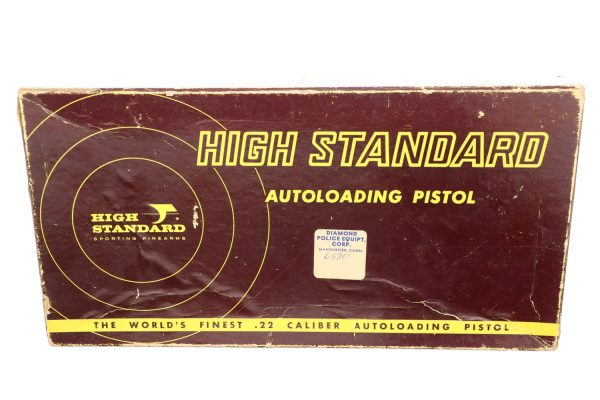 HIGH STANDARD
AUTOLOADING PISTOL
HIGH
STANDARD
SPORTING FIREARMS
DIAMOND
POLICE EQUIPT.
CORP.
MANCHESTER, CONN.
THE WORLD'S FINEST .22 CALIBER AUTOLOADING PISTOL